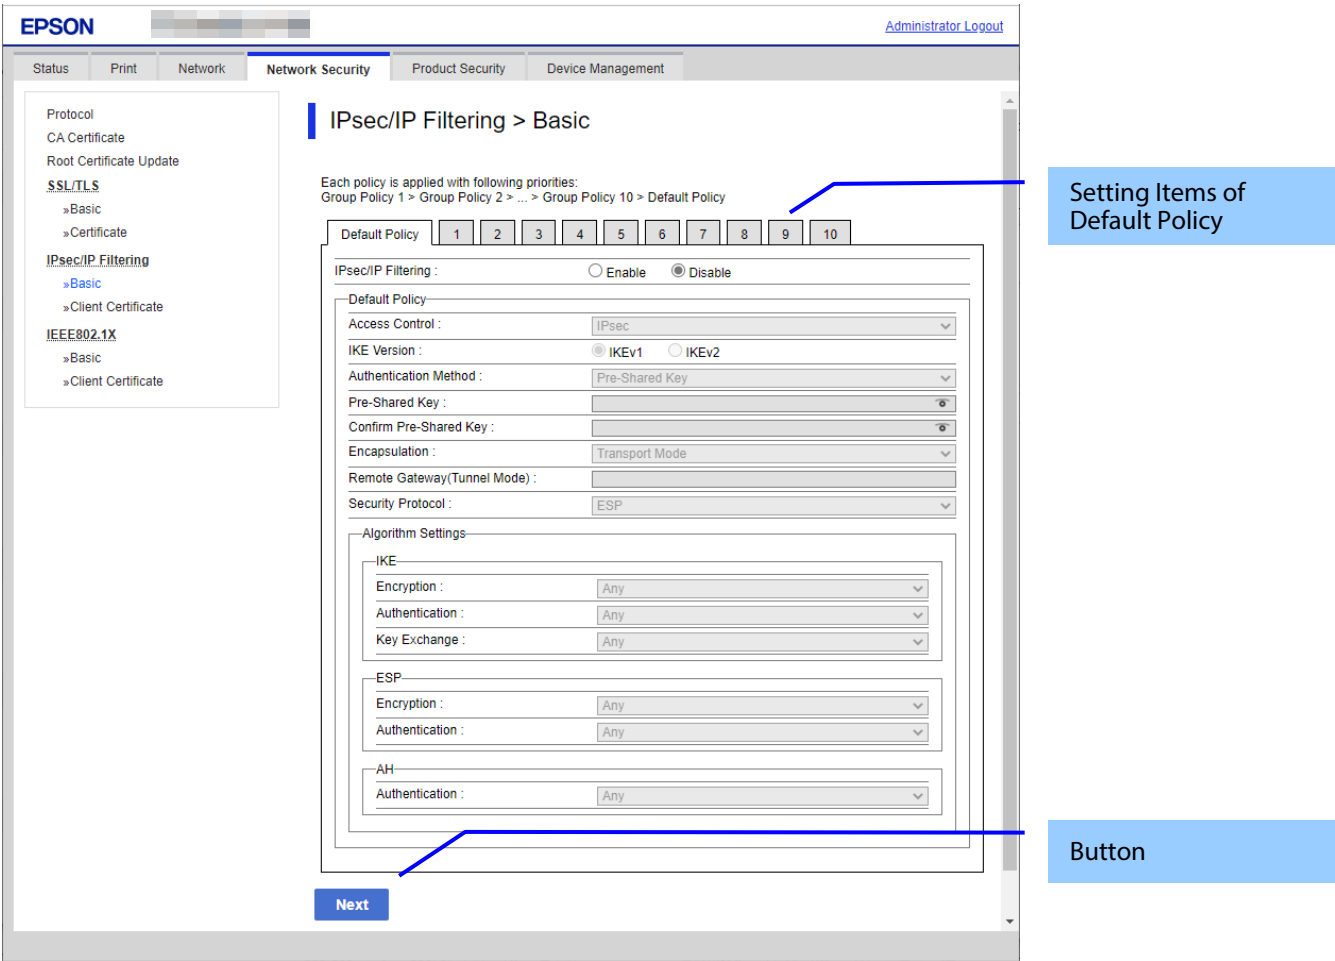 EPSON
Administrator Logout
Status Print Network Network Security Product Security Device Management
Protocol
CA Certificate
Root Certificate Update
SSL/TLS
»Basic
»Certificate
IPsec/IP Filtering
»Basic
»Client Certificate
IEEE802.1X
»Basic
»Client Certificate
IPsec/IP Filtering > Basic
Each policy is applied with following priorities:
Group Policy 1 > Group Policy 2 > ... > Group Policy 10 > Default Policy
Default Policy 1 2 3 4 5 6 7 8 9 10
IPsec/IP Filtering : Enable Disable
Default Policy
Access Control : IPsec
IKE Version : IKEv1 IKEv2
Authentication Method : Pre-Shared Key
Pre-Shared Key :
Confirm Pre-Shared Key :
Encapsulation : Transport Mode
Remote Gateway(Tunnel Mode) :
Security Protocol : ESP
Algorithm Settings
IKE
Encryption : Any
Authentication : Any
Key Exchange : Any
ESP
Encryption : Any
Authentication : Any
AH
Authentication : Any
Next
Setting Items of
Default Policy
Button